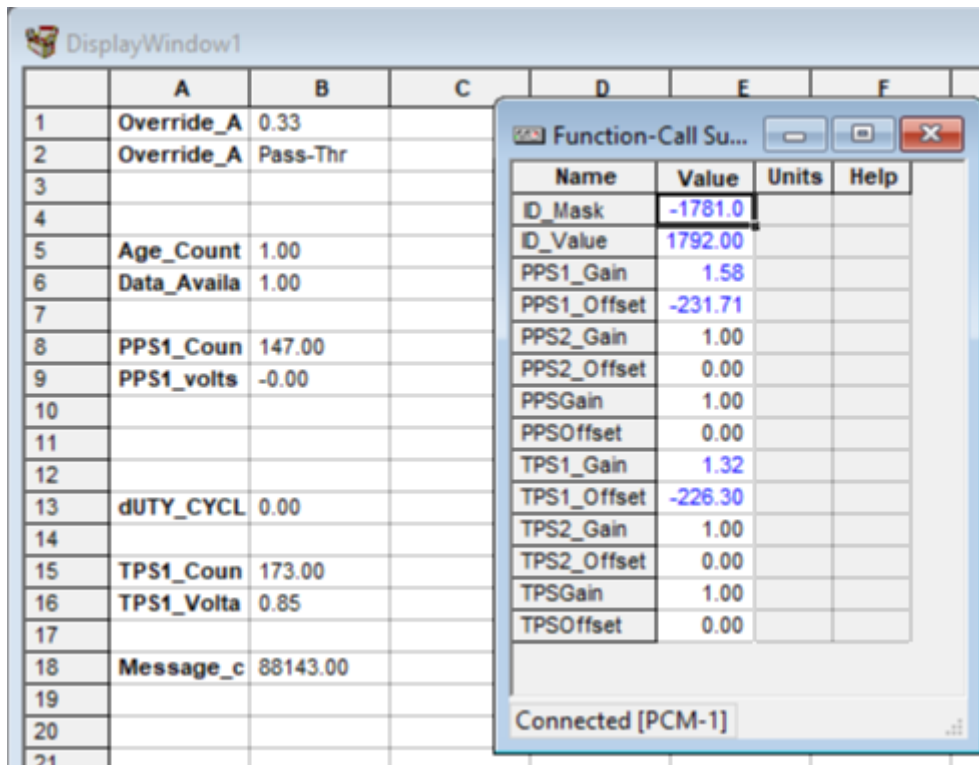 DisplayWindow1
A B C D E F
1 Override_A 0.33
2 Override_A Pass-Thr
3
4
5 Age_Count 1.00
6 Data_Availa 1.00
7
8 PPS1_Coun 147.00
9 PPS1_volts -0.00
10
11
12
13 dUTY_CYCL 0.00
14
15 TPS1_Coun 173.00
16 TPS1_Volta 0.85
17
18 Message_c 88143.00
19
20
21
Function-Call Su...
Name Value Units Help
ID_Mask -1781.0
ID_Value 1792.00
PPS1_Gain 1.58
PPS1_Offset -231.71
PPS2_Gain 1.00
PPS2_Offset 0.00
PPSGain 1.00
PPSOffset 0.00
TPS1_Gain 1.32
TPS1_Offset -226.30
TPS2_Gain 1.00
TPS2_Offset 0.00
TPSGain 1.00
TPSOffset 0.00
Connected [PCM-1]